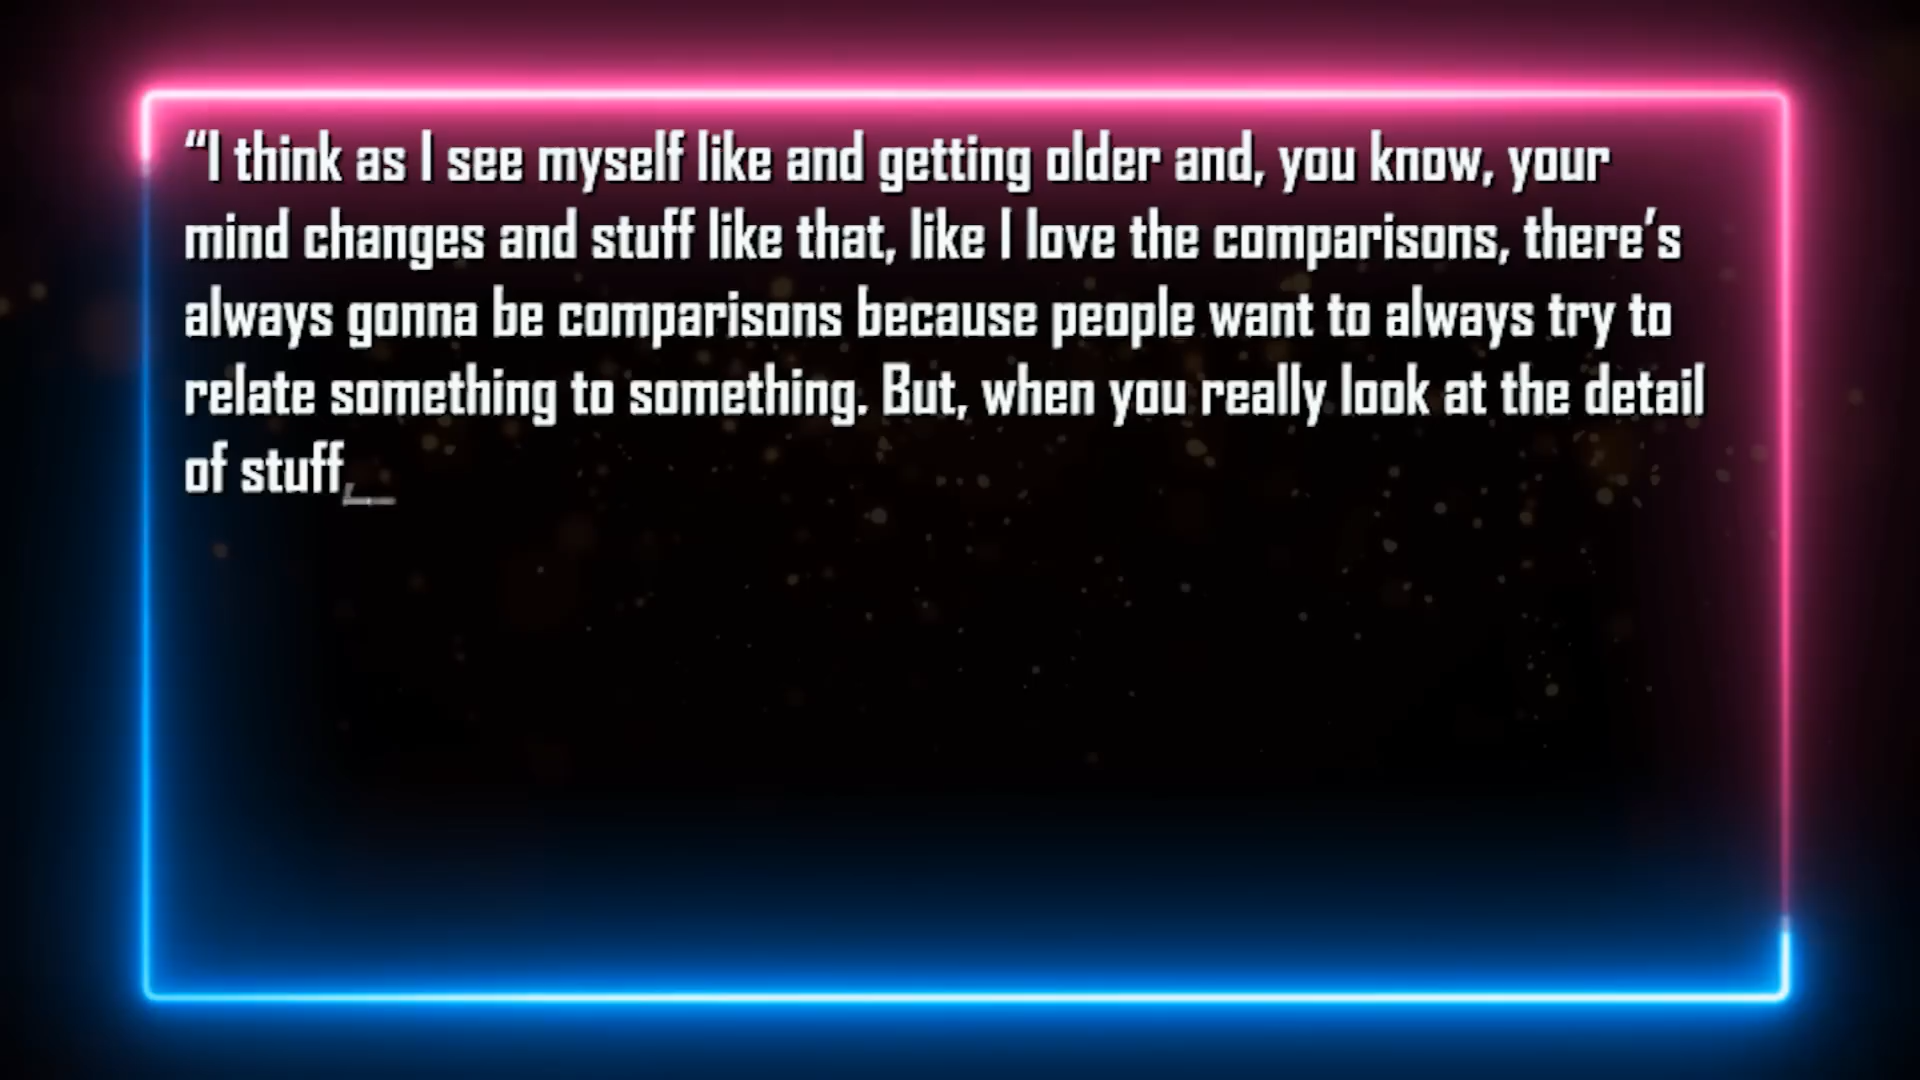 “I think as I see myself like and getting older and, you know, your
mind changes and stuff like that, like I love the comparisons, there’s
always gonna be comparisons because people want to always try to
relate something to something. But, when you really look at the detail
of stuff,